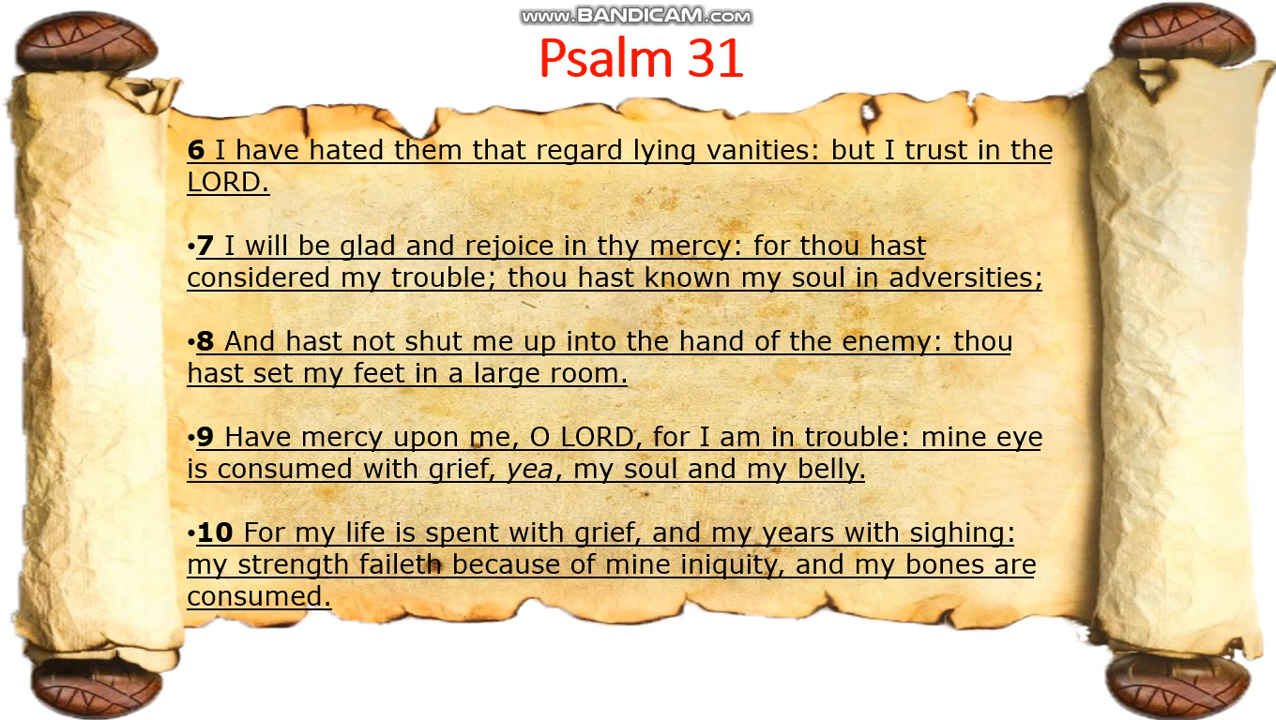 www.BANDICAM.com
Psalm 31
6 I have hated them that regard lying vanities: but I trust in the
LORD.
•7 I will be glad and rejoice in thy mercy: for thou hast
considered my trouble; thou hast known my soul in adversities;
•8 And hast not shut me up into the hand of the enemy: thou
hast set my feet in a large room.
•9 Have mercy upon me, O LORD, for I am in trouble: mine eye
is consumed with grief, yea, my soul and my belly.
•10 For my life is spent with grief, and my years with sighing:
my strength faileth because of mine iniquity, and my bones are
consumed.